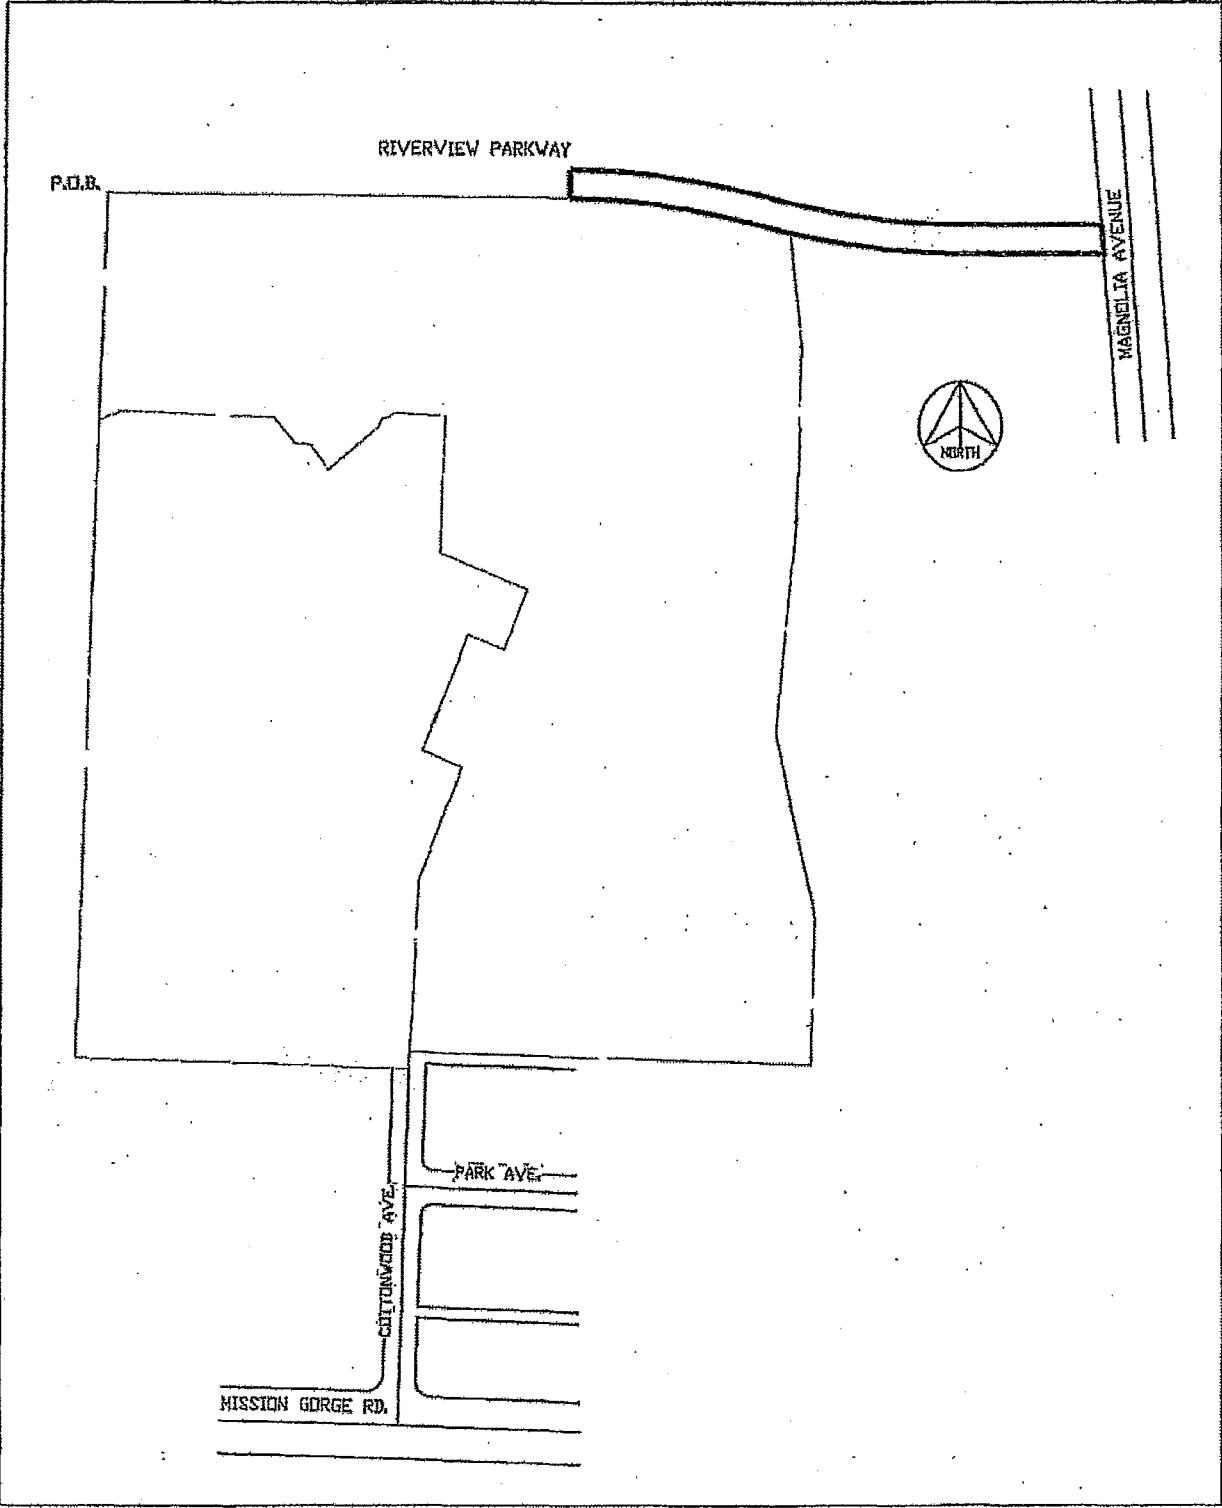 RIVERVIEW PARKWAY
P.O.B.
MAGNOLIA AVENUE
NORTH
PARK AVE.
COTTONWOOD AVE.
MISSION GORGE RD.